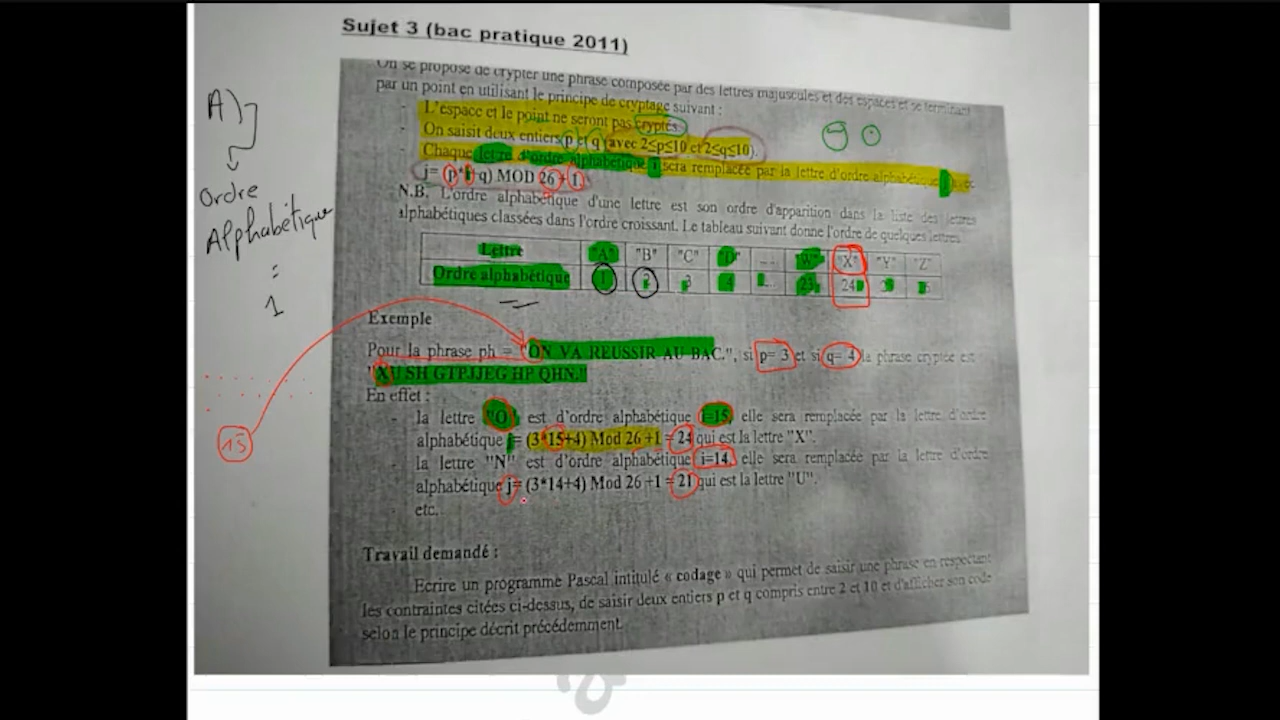 Sujet 3 (bac pratique 2011)
On se propose de crypter une phrase composée par des lettres majuscules et des espaces et se terminant
par un point en utilisant le principe de cryptage suivant :
- L'espace et le point ne seront pas cryptés.
- On saisit deux entiers p et q (avec 2≤p≤10 et 2≤q≤10).
- Chaque lettre d'ordre alphabétique i sera remplacée par la lettre d'ordre alphabétique
j= (p*i+q) MOD 26 +1
N.B. L'ordre alphabétique d'une lettre est son ordre d'apparition dans la liste des lettres
alphabétiques classées dans l'ordre croissant. Le tableau suivant donne l'ordre de quelques lettres
Lettre "A" "B" "C" "D" ... "W" "X" "Y" "Z"
Ordre alphabétique 1 2 3 4 ... 23 24
A)
Ordre
Alphabétique
:
1
Exemple
Pour la phrase ph = "ON VA REUSSIR AU BAC.", si p= 3 et si q= 4 la phrase cryptée est
"XU SH GTPJJEG HP QHN."
En effet :
- la lettre "O" est d'ordre alphabétique i=15, elle sera remplacée par la lettre d'ordre
alphabétique j= (3*15+4) Mod 26 +1 = 24 qui est la lettre "X".
15
- la lettre "N" est d'ordre alphabétique i=14, elle sera remplacée par la lettre d'ordre
alphabétique j= (3*14+4) Mod 26 +1 = 21 qui est la lettre "U".
- etc.
Travail demandé :
Ecrire un programme Pascal intitulé « codage » qui permet de saisir une phrase en respectant
les contraintes citées ci-dessus, de saisir deux entiers p et q compris entre 2 et 10 et d'afficher son code
selon le principe décrit précédemment.